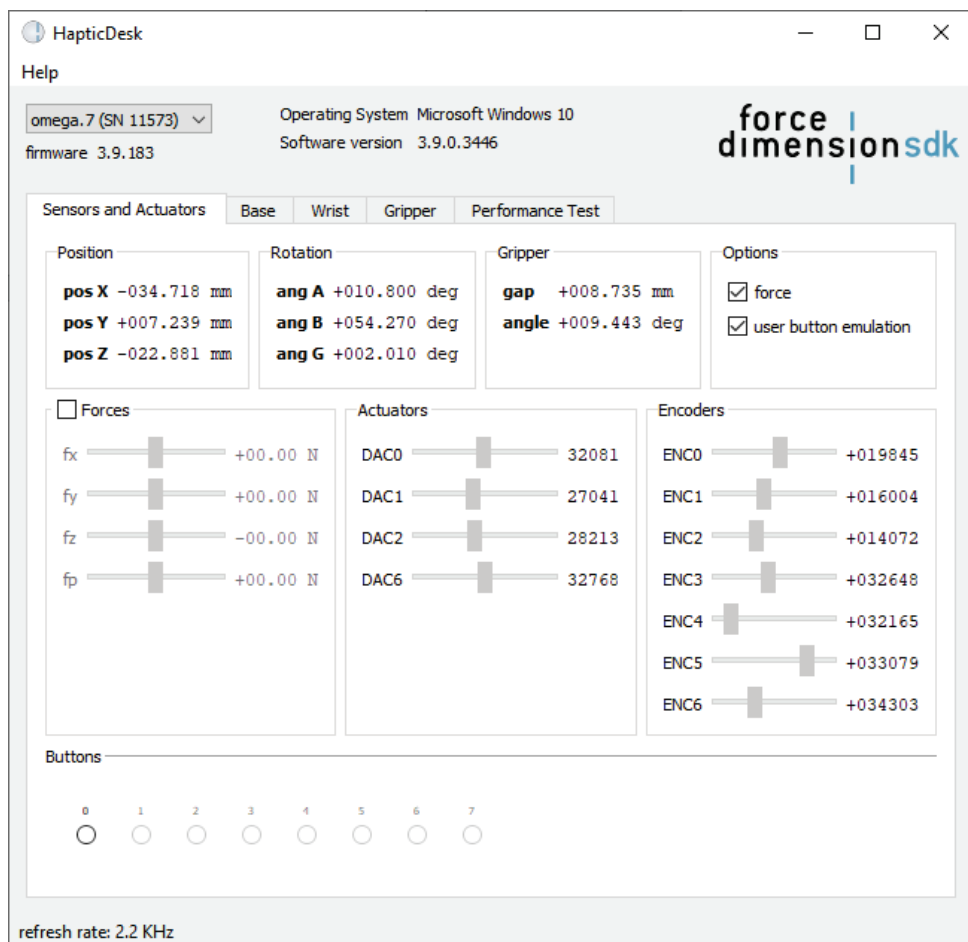 HapticDesk
Help
omega.7 (SN 11573)
firmware 3.9.183
Operating System Microsoft Windows 10
Software version 3.9.0.3446
force
dimension sdk
Sensors and Actuators Base Wrist Gripper Performance Test
Position
pos X -034.718 mm
pos Y +007.239 mm
pos Z -022.881 mm
Rotation
ang A +010.800 deg
ang B +054.270 deg
ang G +002.010 deg
Gripper
gap +008.735 mm
angle +009.443 deg
Options
force
user button emulation
Forces
fx +00.00 N
fy +00.00 N
fz -00.00 N
fp +00.00 N
Actuators
DAC0 32081
DAC1 27041
DAC2 28213
DAC6 32768
Encoders
ENC0 +019845
ENC1 +016004
ENC2 +014072
ENC3 +032648
ENC4 +032165
ENC5 +033079
ENC6 +034303
Buttons
0 1 2 3 4 5 6 7
refresh rate: 2.2 KHz